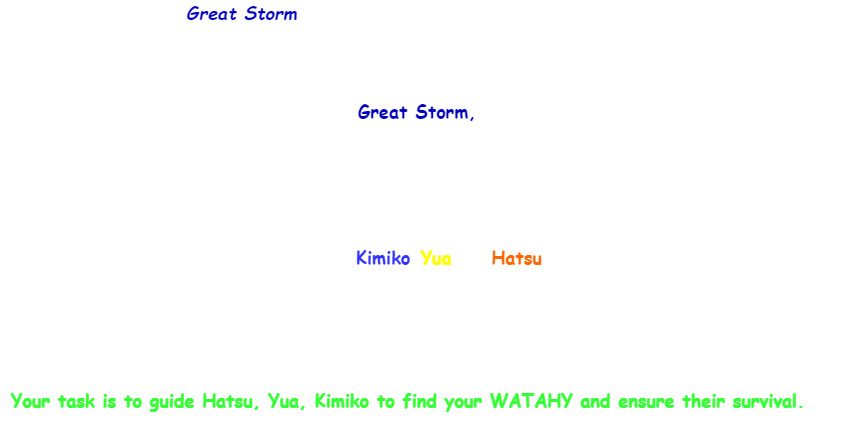 Great Storm
Great Storm,
Kimiko Yua Hatsu
Your task is to guide Hatsu, Yua, Kimiko to find your WATAHY and ensure their survival.